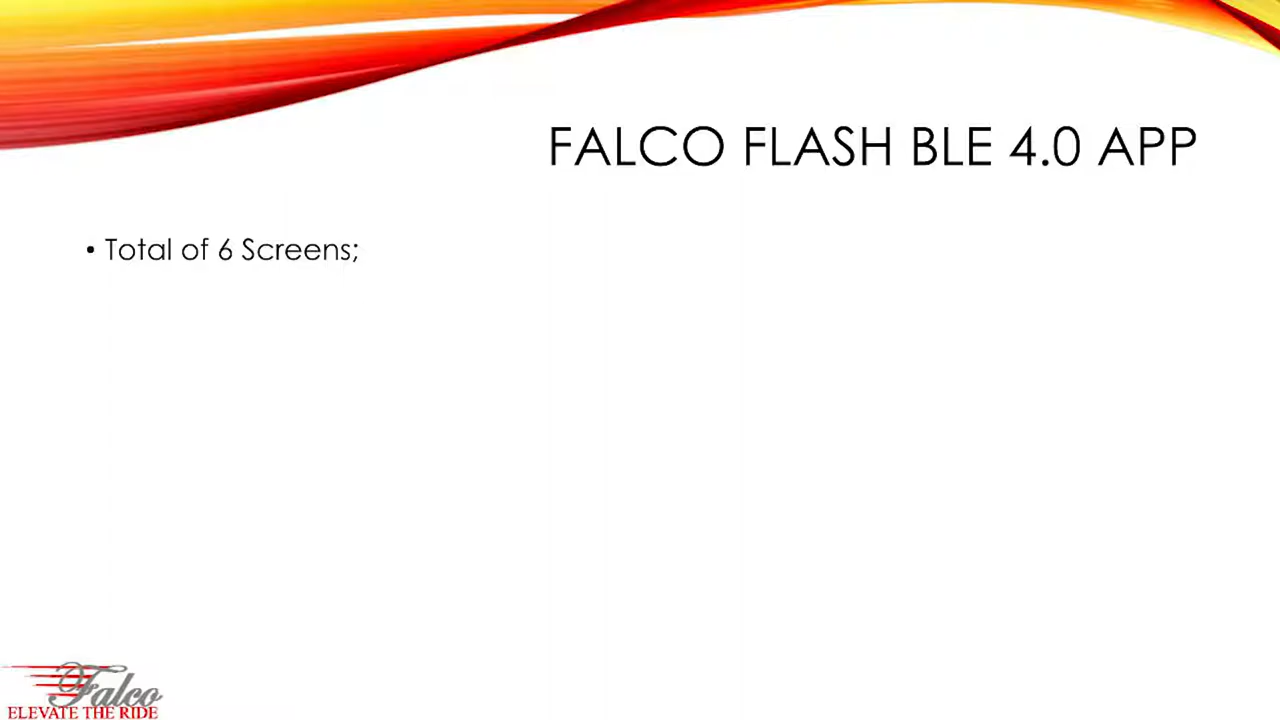 FALCO FLASH BLE 4.0 APP
• Total of 6 Screens;
Falco
ELEVATE THE RIDE